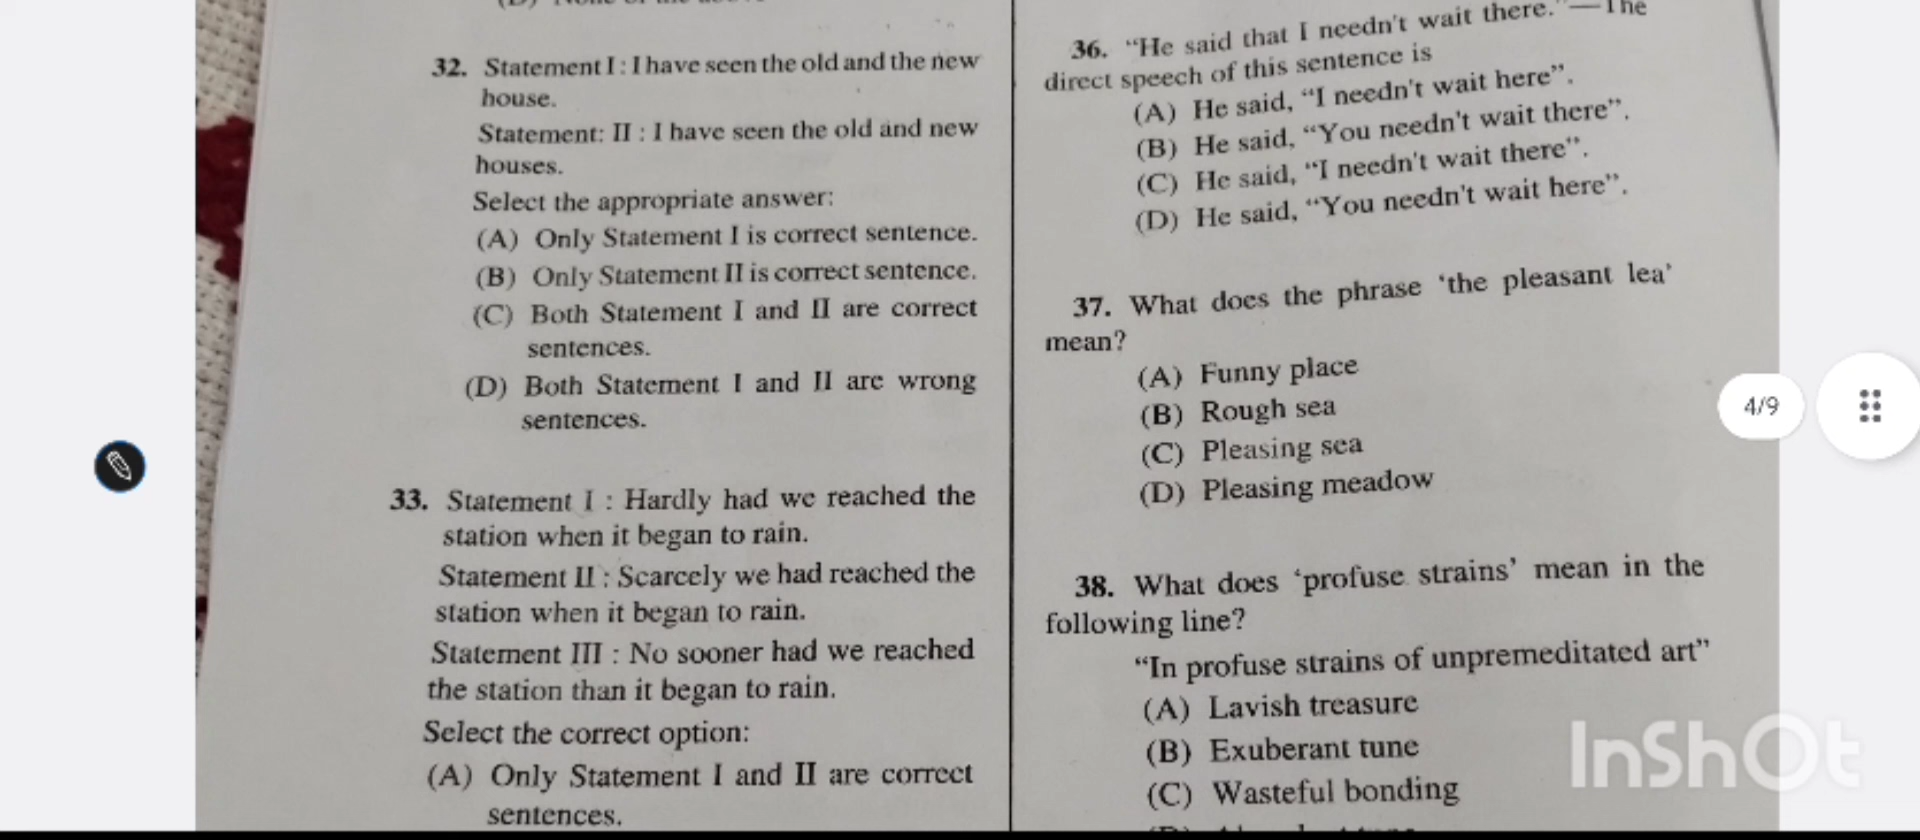 32. Statement I : I have seen the old and the new
house.
Statement: II : I have seen the old and new
houses.
Select the appropriate answer:
(A) Only Statement I is correct sentence.
(B) Only Statement II is correct sentence.
(C) Both Statement I and II are correct
sentences.
(D) Both Statement I and II are wrong
sentences.
33. Statement I : Hardly had we reached the
station when it began to rain.
Statement II : Scarcely we had reached the
station when it began to rain.
Statement III : No sooner had we reached
the station than it began to rain.
Select the correct option:
(A) Only Statement I and II are correct
sentences.
36. “He said that I needn't wait there.”—The
direct speech of this sentence is
(A) He said, “I needn't wait here”.
(B) He said, “You needn't wait there”.
(C) He said, “I needn't wait there”.
(D) He said, “You needn't wait here”.
37. What does the phrase ‘the pleasant lea’
mean?
(A) Funny place
(B) Rough sea
(C) Pleasing sea
(D) Pleasing meadow
38. What does ‘profuse strains’ mean in the
following line?
“In profuse strains of unpremeditated art”
(A) Lavish treasure
(B) Exuberant tune
(C) Wasteful bonding
4/9
InShOt